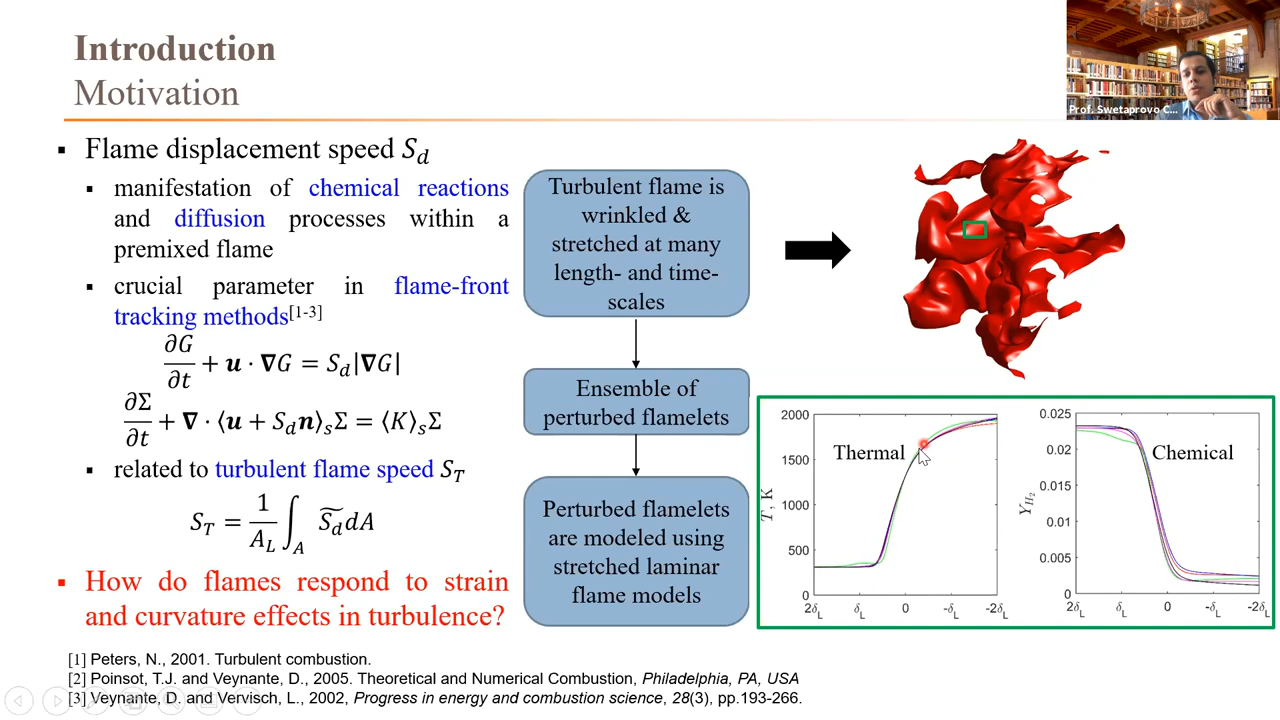 Introduction
Motivation
Prof. Swetaprovo C...
▪ Flame displacement speed S_d
▪ manifestation of chemical reactions
and diffusion processes within a
premixed flame
▪ crucial parameter in flame-front
tracking methods[1-3]
∂G/∂t + u · ∇G = S_d|∇G|
∂Σ/∂t + ∇ · ⟨u + S_d n⟩_s Σ = ⟨K⟩_s Σ
▪ related to turbulent flame speed S_T
S_T = 1/A_L ∫_A S̃_d dA
▪ How do flames respond to strain
and curvature effects in turbulence?
Turbulent flame is
wrinkled &
stretched at many
length- and time-
scales
Ensemble of
perturbed flamelets
Perturbed flamelets
are modeled using
stretched laminar
flame models
2000
1500
1000
500
0
T, K
Thermal
2δ_L δ_L 0 -δ_L -2δ_L
0.025
0.02
0.015
0.01
0.005
0
Y_H2
Chemical
2δ_L δ_L 0 -δ_L -2δ_L
[1] Peters, N., 2001. Turbulent combustion.
[2] Poinsot, T.J. and Veynante, D., 2005. Theoretical and Numerical Combustion, Philadelphia, PA, USA
[3] Veynante, D. and Vervisch, L., 2002, Progress in energy and combustion science, 28(3), pp.193-266.